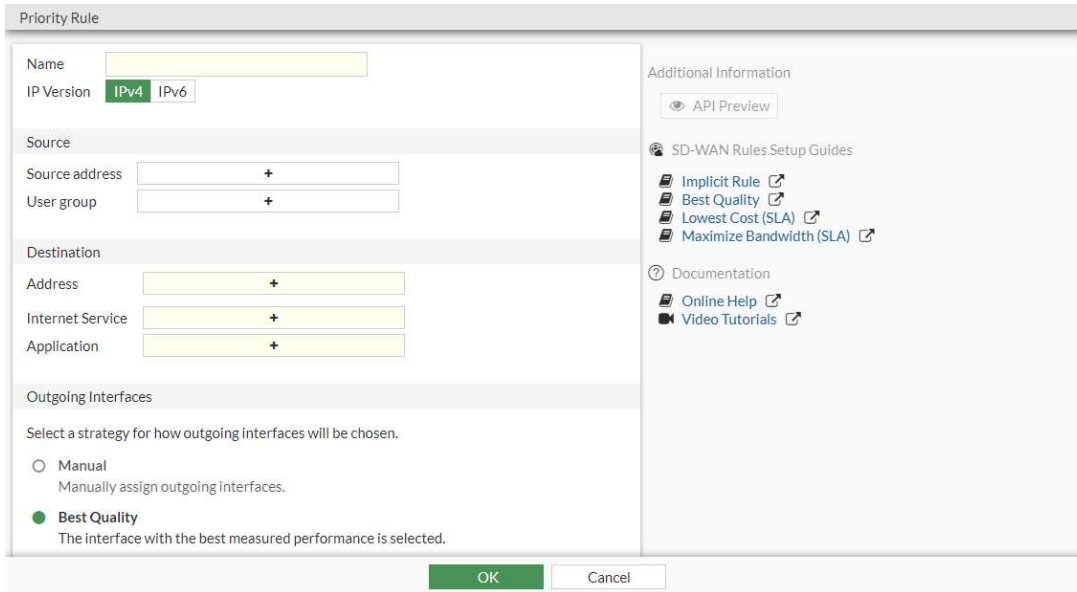 Priority Rule
Name
IP Version IPv4 IPv6
Source
Source address +
User group +
Destination
Address +
Internet Service +
Application +
Outgoing Interfaces
Select a strategy for how outgoing interfaces will be chosen.
Manual
Manually assign outgoing interfaces.
Best Quality
The interface with the best measured performance is selected.
Additional Information
API Preview
SD-WAN Rules Setup Guides
Implicit Rule
Best Quality
Lowest Cost (SLA)
Maximize Bandwidth (SLA)
Documentation
Online Help
Video Tutorials
OK Cancel